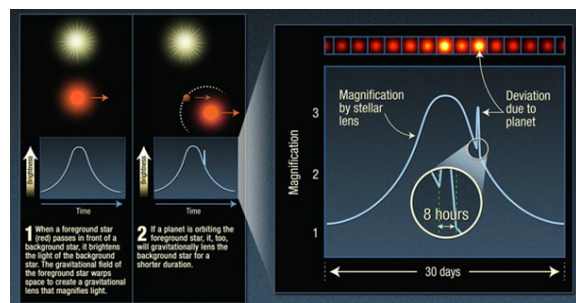 Brightness
Time
1 When a foreground star
(red) passes in front of a
background star, it brightens
the light of the background
star. The gravitational field of
the foreground star warps
space to create a gravitational
lens that magnifies light.
Brightness
Time
2 If a planet is orbiting the
foreground star, it, too,
will gravitationally lens the
background star for a
shorter duration.
Magnification
3
2
1
Magnification
by stellar
lens
Deviation
due to
planet
8 hours
30 days